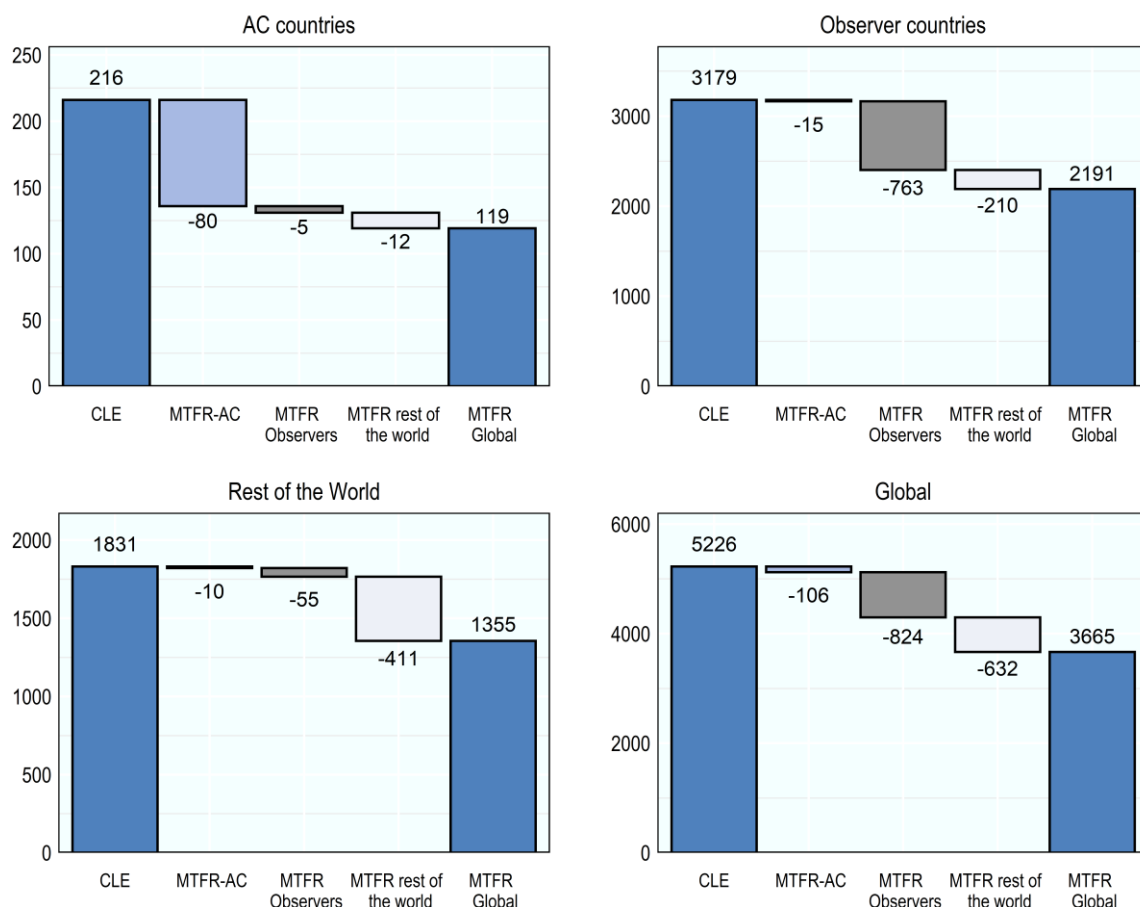 AC countries
250
200
150
100
50
0
216
-80
-5
-12
119
CLE
MTFR-AC
MTFR
Observers
MTFR rest of
the world
MTFR
Global
Observer countries
3000
2000
1000
0
3179
-15
-763
-210
2191
CLE
MTFR-AC
MTFR
Observers
MTFR rest of
the world
MTFR
Global
Rest of the World
2000
1500
1000
500
0
1831
-10
-55
-411
1355
CLE
MTFR-AC
MTFR
Observers
MTFR rest of
the world
MTFR
Global
Global
6000
4000
2000
0
5226
-106
-824
-632
3665
CLE
MTFR-AC
MTFR
Observers
MTFR rest of
the world
MTFR
Global